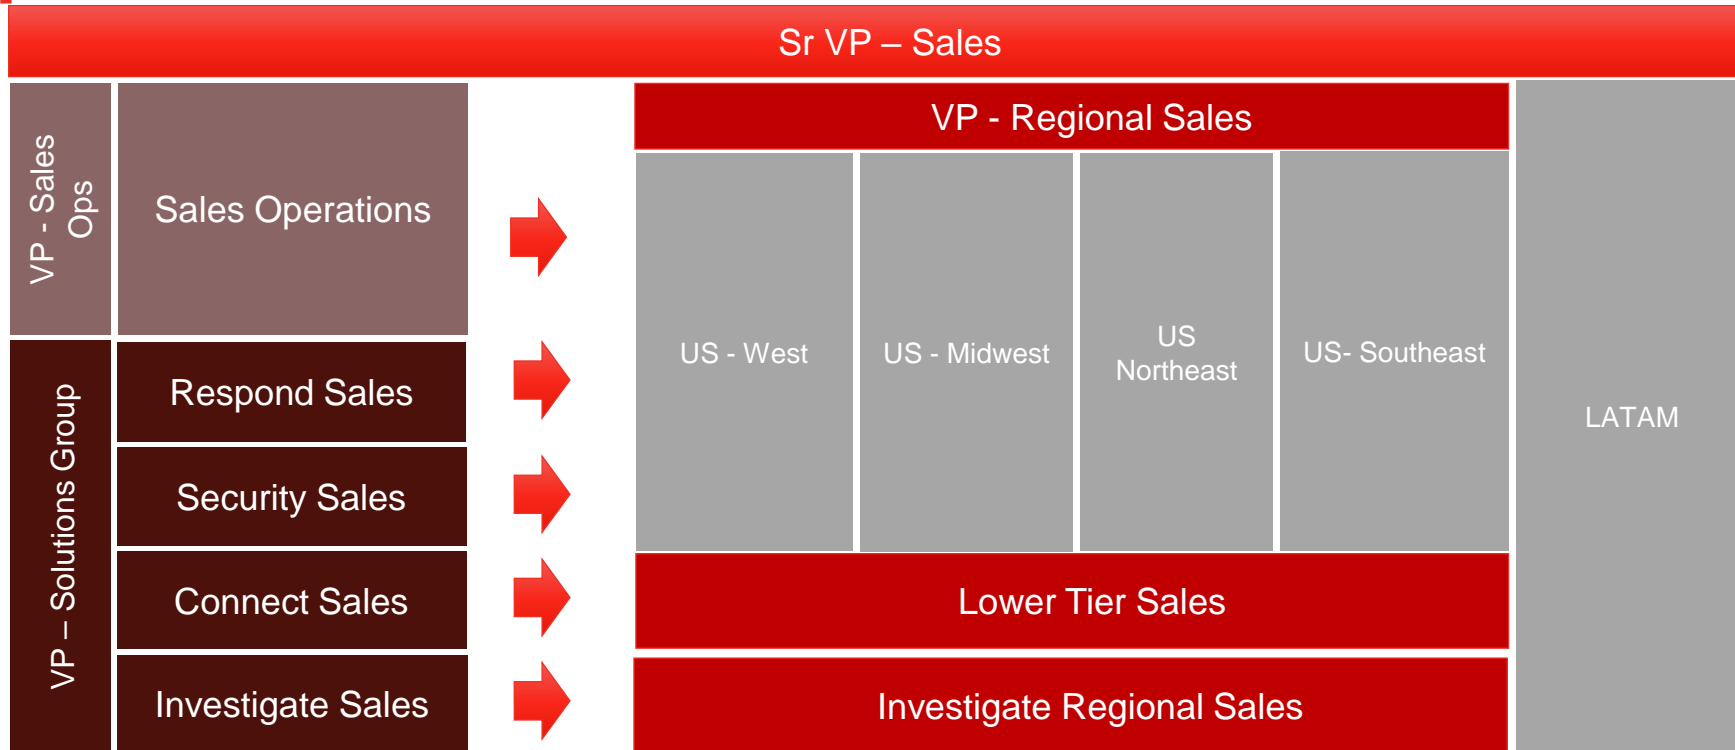 Sr VP – Sales
VP - Sales
Ops
Sales Operations
VP - Regional Sales
US - West
US - Midwest
US
Northeast
US- Southeast
LATAM
VP – Solutions Group
Respond Sales
Security Sales
Connect Sales
Investigate Sales
Lower Tier Sales
Investigate Regional Sales